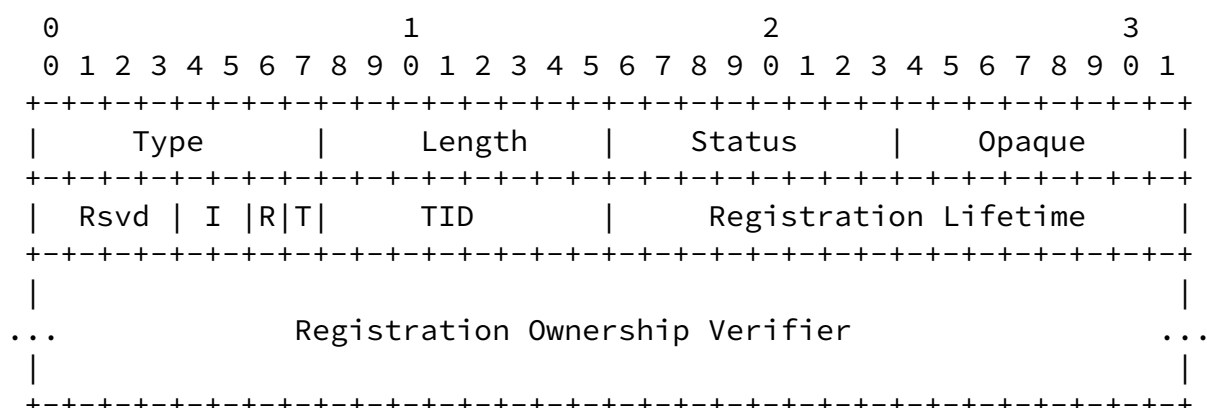 0                   1                   2                   3
 0 1 2 3 4 5 6 7 8 9 0 1 2 3 4 5 6 7 8 9 0 1 2 3 4 5 6 7 8 9 0 1
+-+-+-+-+-+-+-+-+-+-+-+-+-+-+-+-+-+-+-+-+-+-+-+-+-+-+-+-+-+-+-+-+
|     Type      |     Length    |    Status     |    Opaque     |
+-+-+-+-+-+-+-+-+-+-+-+-+-+-+-+-+-+-+-+-+-+-+-+-+-+-+-+-+-+-+-+-+
|  Rsvd | I |R|T|     TID       |     Registration Lifetime     |
+-+-+-+-+-+-+-+-+-+-+-+-+-+-+-+-+-+-+-+-+-+-+-+-+-+-+-+-+-+-+-+-+
|                                                               |
...             Registration Ownership Verifier                 ...
|                                                               |
+-+-+-+-+-+-+-+-+-+-+-+-+-+-+-+-+-+-+-+-+-+-+-+-+-+-+-+-+-+-+-+-+